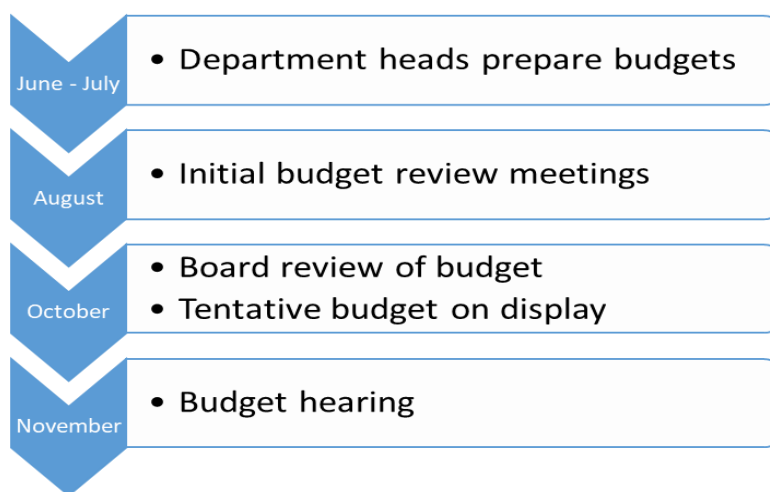 June - July
• Department heads prepare budgets
August
• Initial budget review meetings
October
• Board review of budget
• Tentative budget on display
November
• Budget hearing